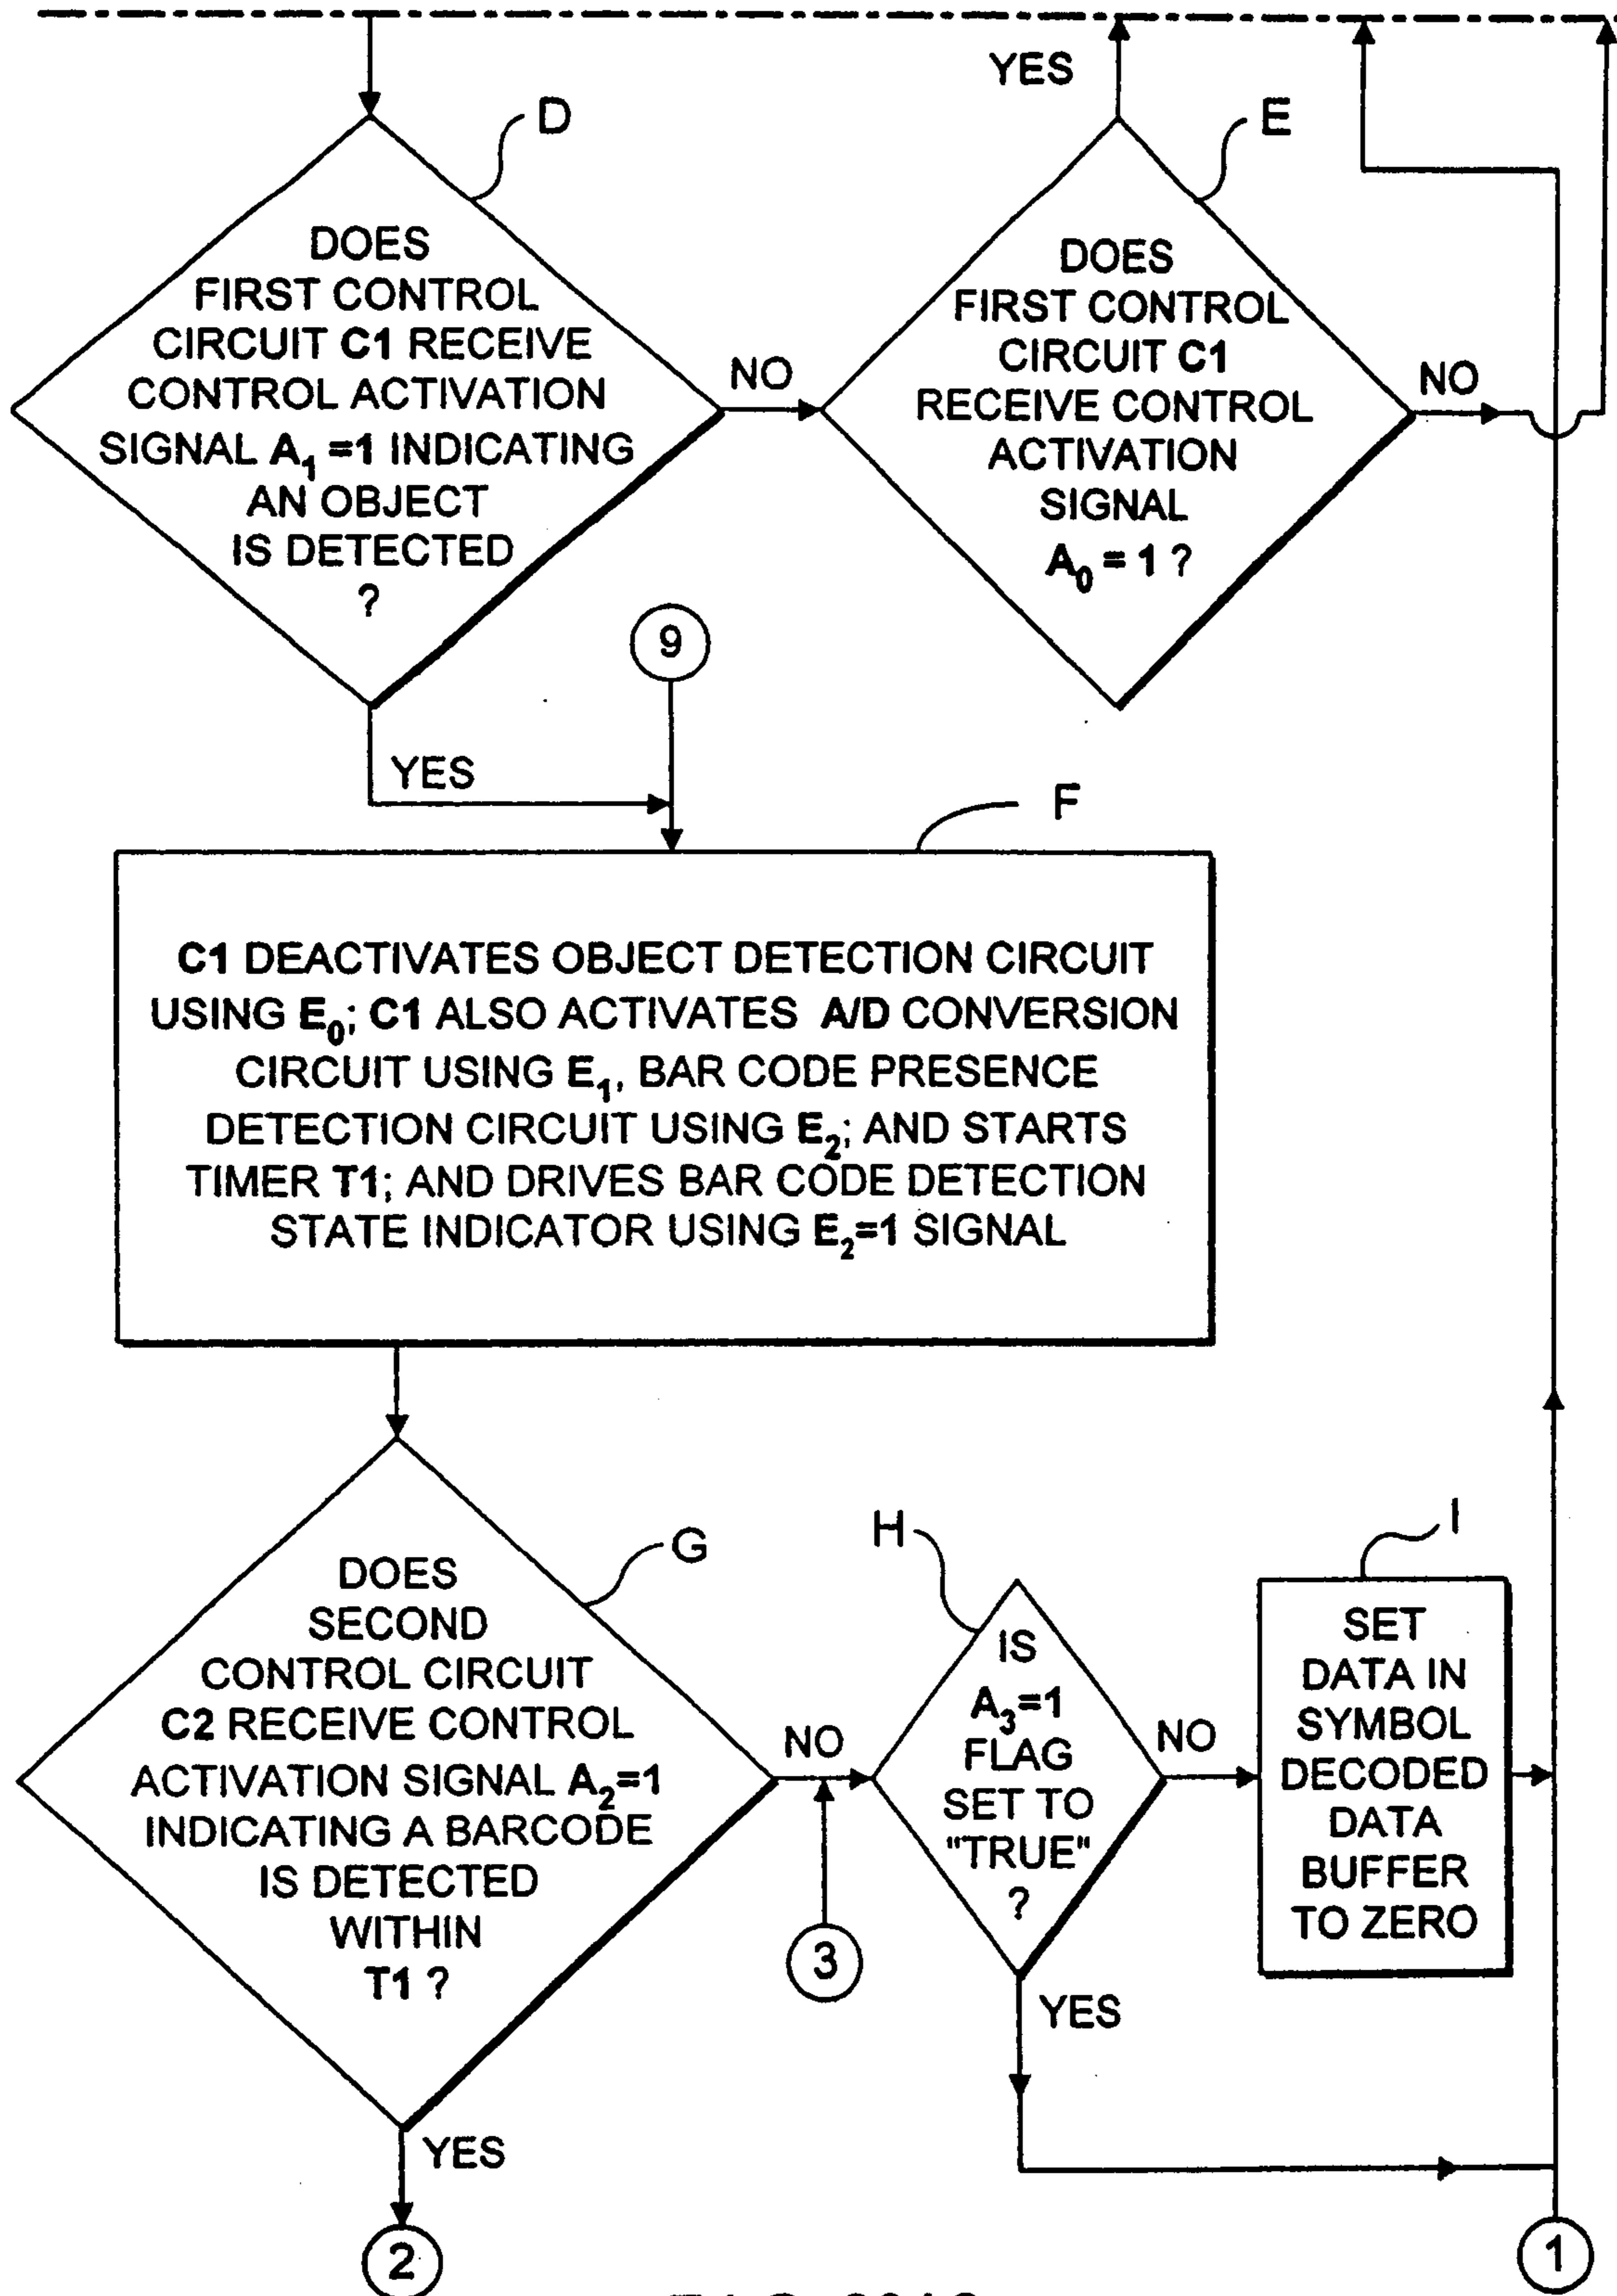 YES
D
E
DOES
FIRST CONTROL
CIRCUIT C1 RECEIVE
CONTROL ACTIVATION
SIGNAL A₁ =1 INDICATING
AN OBJECT
IS DETECTED
?
NO
DOES
FIRST CONTROL
CIRCUIT C1
RECEIVE CONTROL
ACTIVATION
SIGNAL
A₀ = 1 ?
NO
9
YES
F
C1 DEACTIVATES OBJECT DETECTION CIRCUIT
USING E₀; C1 ALSO ACTIVATES A/D CONVERSION
CIRCUIT USING E₁, BAR CODE PRESENCE
DETECTION CIRCUIT USING E₂; AND STARTS
TIMER T1; AND DRIVES BAR CODE DETECTION
STATE INDICATOR USING E₂=1 SIGNAL
G
DOES
SECOND
CONTROL CIRCUIT
C2 RECEIVE CONTROL
ACTIVATION SIGNAL A₂=1
INDICATING A BARCODE
IS DETECTED
WITHIN
T1 ?
NO
3
H
IS
A₃=1
FLAG
SET TO
"TRUE"
?
NO
I
SET
DATA IN
SYMBOL
DECODED
DATA
BUFFER
TO ZERO
YES
YES
2
1